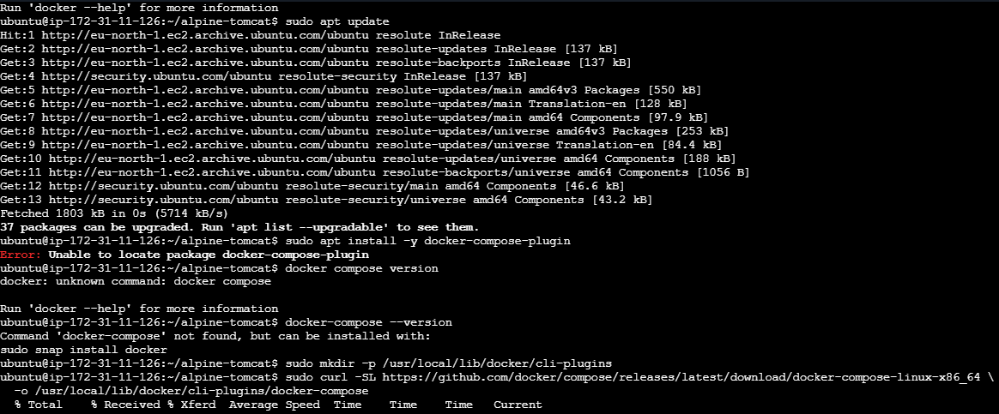 Run 'docker --help' for more information
ubuntu@ip-172-31-11-126:~/alpine-tomcat$ sudo apt update
Hit:1 http://eu-north-1.ec2.archive.ubuntu.com/ubuntu resolute InRelease
Get:2 http://eu-north-1.ec2.archive.ubuntu.com/ubuntu resolute-updates InRelease [137 kB]
Get:3 http://eu-north-1.ec2.archive.ubuntu.com/ubuntu resolute-backports InRelease [137 kB]
Get:4 http://security.ubuntu.com/ubuntu resolute-security InRelease [137 kB]
Get:5 http://eu-north-1.ec2.archive.ubuntu.com/ubuntu resolute-updates/main amd64v3 Packages [550 kB]
Get:6 http://eu-north-1.ec2.archive.ubuntu.com/ubuntu resolute-updates/main Translation-en [128 kB]
Get:7 http://eu-north-1.ec2.archive.ubuntu.com/ubuntu resolute-updates/main amd64 Components [97.9 kB]
Get:8 http://eu-north-1.ec2.archive.ubuntu.com/ubuntu resolute-updates/universe amd64v3 Packages [253 kB]
Get:9 http://eu-north-1.ec2.archive.ubuntu.com/ubuntu resolute-updates/universe Translation-en [84.4 kB]
Get:10 http://eu-north-1.ec2.archive.ubuntu.com/ubuntu resolute-updates/universe amd64 Components [188 kB]
Get:11 http://eu-north-1.ec2.archive.ubuntu.com/ubuntu resolute-backports/universe amd64 Components [1056 B]
Get:12 http://security.ubuntu.com/ubuntu resolute-security/main amd64 Components [46.6 kB]
Get:13 http://security.ubuntu.com/ubuntu resolute-security/universe amd64 Components [43.2 kB]
Fetched 1803 kB in 0s (5714 kB/s)
37 packages can be upgraded. Run 'apt list --upgradable' to see them.
ubuntu@ip-172-31-11-126:~/alpine-tomcat$ sudo apt install -y docker-compose-plugin
Error: Unable to locate package docker-compose-plugin
ubuntu@ip-172-31-11-126:~/alpine-tomcat$ docker compose version
docker: unknown command: docker compose
Run 'docker --help' for more information
ubuntu@ip-172-31-11-126:~/alpine-tomcat$ docker-compose --version
Command 'docker-compose' not found, but can be installed with:
sudo snap install docker
ubuntu@ip-172-31-11-126:~/alpine-tomcat$ sudo mkdir -p /usr/local/lib/docker/cli-plugins
ubuntu@ip-172-31-11-126:~/alpine-tomcat$ sudo curl -SL https://github.com/docker/compose/releases/latest/download/docker-compose-linux-x86_64 \
-o /usr/local/lib/docker/cli-plugins/docker-compose
% Total % Received % Xferd Average Speed Time Time Time Current